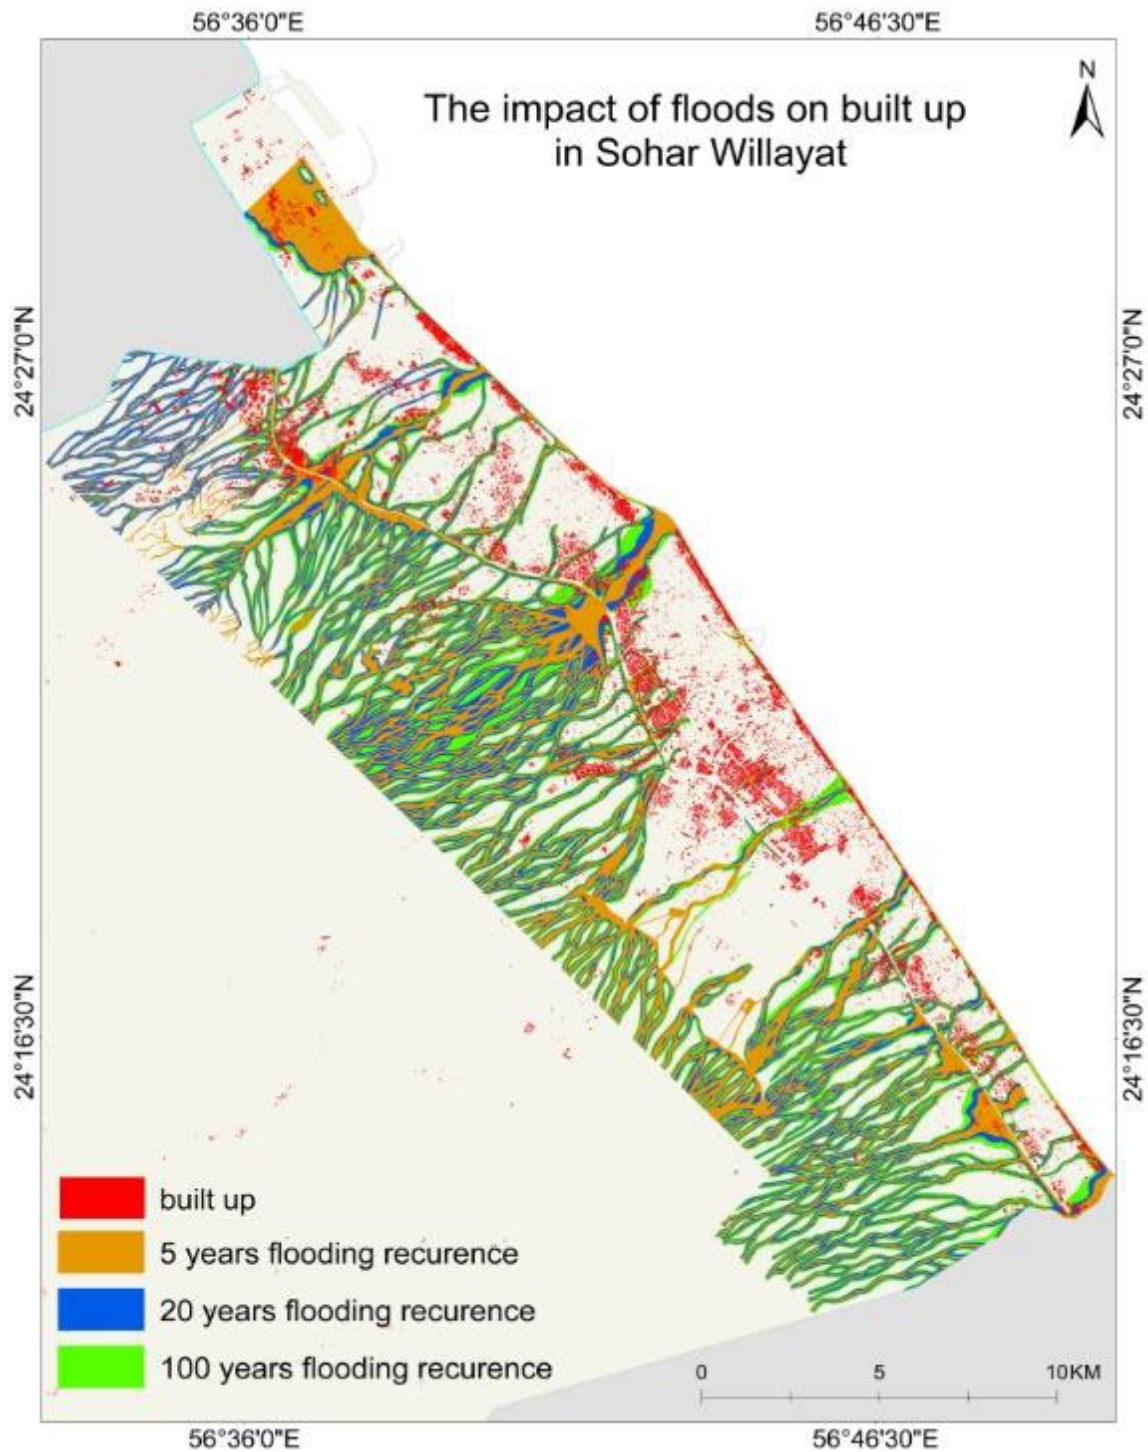 56°36'0"E
56°46'30"E
N
The impact of floods on built up
in Sohar Willayat
24°27'0"N
24°27'0"N
24°16'30"N
24°16'30"N
built up
5 years flooding recurence
20 years flooding recurence
100 years flooding recurence
0 5 10KM
56°36'0"E
56°46'30"E